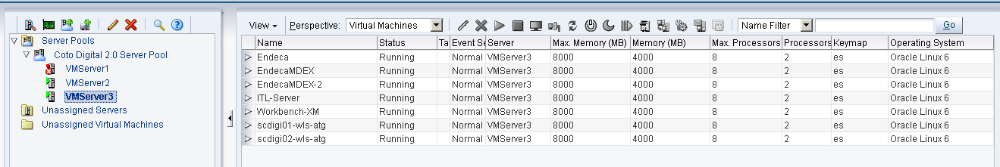 View Perspective: Virtual Machines Name Filter Go
Server Pools
Coto Digital 2.0 Server Pool
VMServer1
VMServer2
VMServer3
Unassigned Servers
Unassigned Virtual Machines
Name Status Ta Event Se Server Max. Memory (MB) Memory (MB) Max. Processors Processors Keymap Operating System
Endeca Running Normal VMServer3 8000 4000 8 2 es Oracle Linux 6
EndecaMDEX Running Normal VMServer3 8000 4000 8 2 es Oracle Linux 6
EndecaMDEX-2 Running Normal VMServer3 8000 4000 8 2 es Oracle Linux 6
ITL-Server Running Normal VMServer3 8000 4000 8 2 es Oracle Linux 6
Workbench-XM Running Normal VMServer3 8000 4000 8 2 es Oracle Linux 6
scdigi01-wls-atg Running Normal VMServer3 8000 4000 8 2 es Oracle Linux 6
scdigi02-wls-atg Running Normal VMServer3 8000 4000 8 2 es Oracle Linux 6